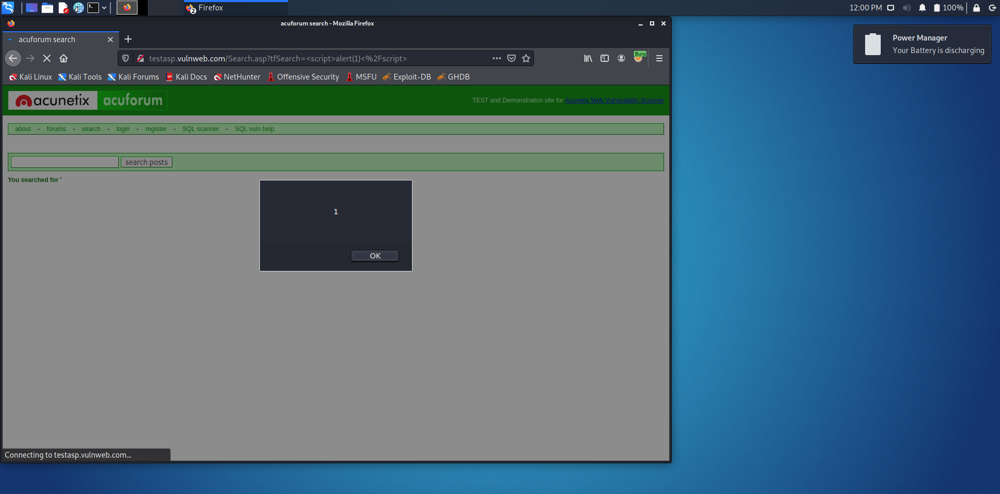 Firefox
2
12:00 PM
100%
acuforum search - Mozilla Firefox
Power Manager
Your Battery is discharging
acuforum search
testasp.vulnweb.com/Search.asp?tfSearch=<script>alert(1)<%2Fscript>
Burp
Kali Linux Kali Tools Kali Forums Kali Docs NetHunter Offensive Security MSFU Exploit-DB GHDB
acunetix acuforum
TEST and Demonstration site for Acunetix Web Vulnerability Scanner
about - forums - search - login - register - SQL scanner - SQL vuln help
search posts
You searched for '
1
OK
Connecting to testasp.vulnweb.com...